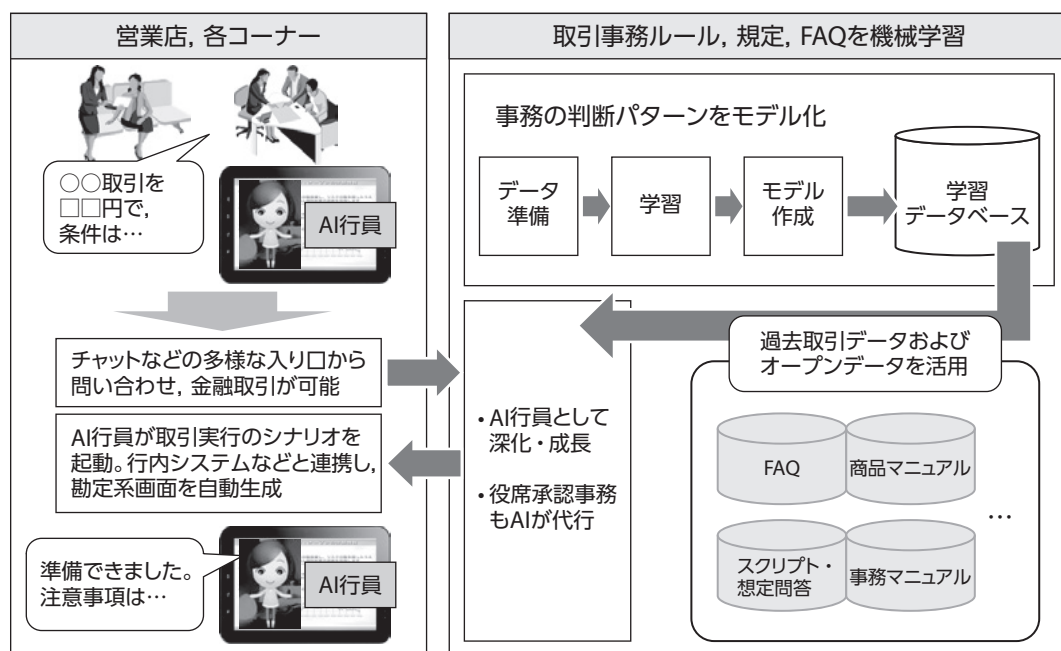 営業店, 各コーナー
○○取引を
□□円で,
条件は…
AI行員
チャットなどの多様な入り口から
問い合わせ, 金融取引が可能
AI行員が取引実行のシナリオを
起動。行内システムなどと連携し,
勘定系画面を自動生成
準備できました。
注意事項は…
AI行員
取引事務ルール, 規定, FAQを機械学習
事務の判断パターンをモデル化
データ
準備
学習
モデル
作成
学習
データベース
・AI行員として
深化・成長
・役席承認事務
もAIが代行
過去取引データおよび
オープンデータを活用
FAQ
商品マニュアル
スクリプト・
想定問答
事務マニュアル
…